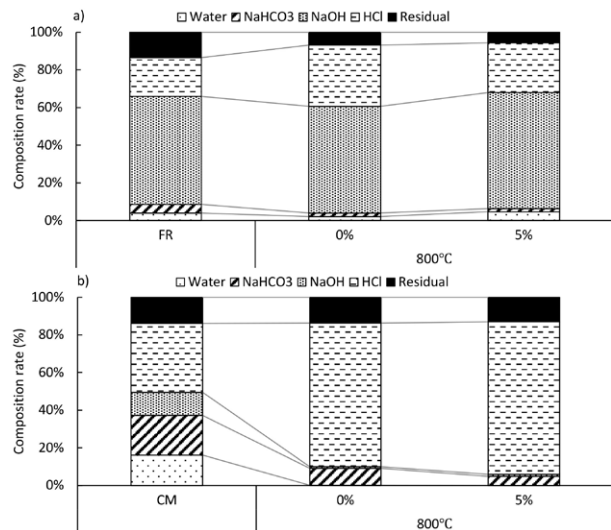 a)
Water NaHCO3 NaOH HCl Residual
100%
80%
60%
40%
20%
0%
Composition rate (%)
FR 0% 5%
800℃
b)
Water NaHCO3 NaOH HCl Residual
100%
80%
60%
40%
20%
0%
Composition rate (%)
CM 0% 5%
800℃